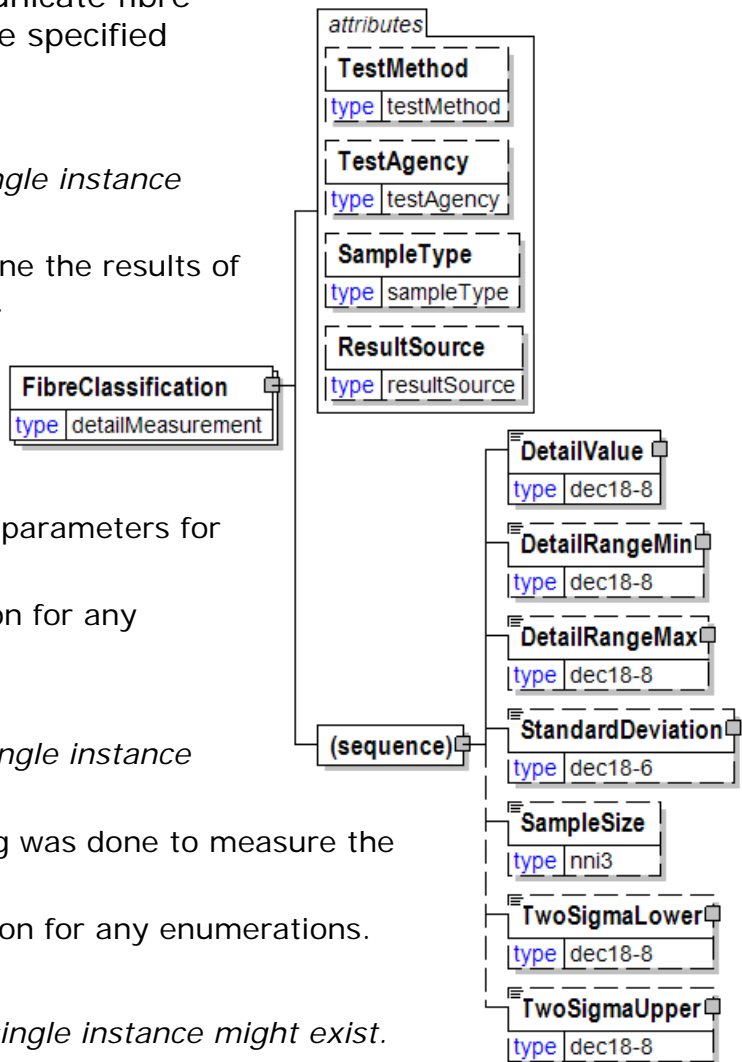 unicate fibre
e specified
ngle instance
ne the results of
parameters for
on for any
ngle instance
g was done to measure the
on for any enumerations.
single instance might exist.
attributes
TestMethod
type testMethod
TestAgency
type testAgency
SampleType
type sampleType
ResultSource
type resultSource
FibreClassification
type detailMeasurement
(sequence)
DetailValue
type dec18-8
DetailRangeMin
type dec18-8
DetailRangeMax
type dec18-8
StandardDeviation
type dec18-6
SampleSize
type nni3
TwoSigmaLower
type dec18-8
TwoSigmaUpper
type dec18-8